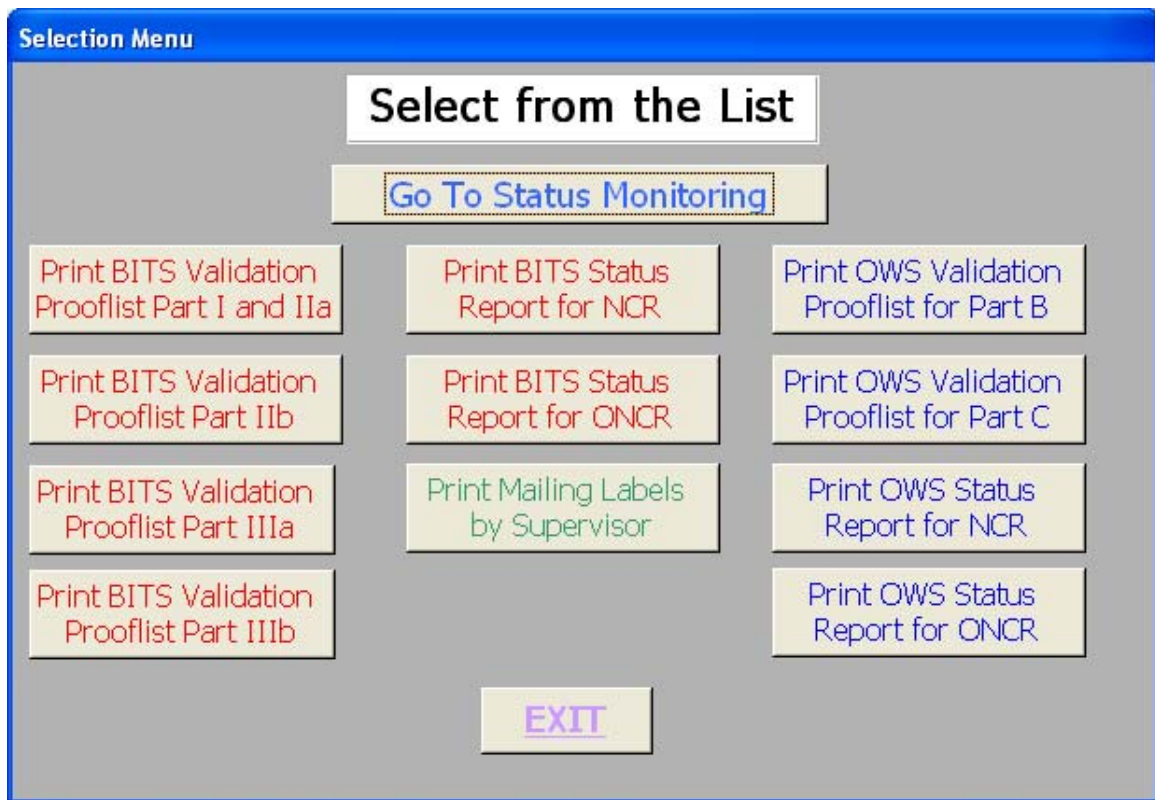 Selection Menu
Select from the List
Go To Status Monitoring
Print BITS Validation
Prooflist Part I and IIa
Print BITS Status
Report for NCR
Print OWS Validation
Prooflist for Part B
Print BITS Validation
Prooflist Part IIb
Print BITS Status
Report for ONCR
Print OWS Validation
Prooflist for Part C
Print BITS Validation
Prooflist Part IIIa
Print Mailing Labels
by Supervisor
Print OWS Status
Report for NCR
Print BITS Validation
Prooflist Part IIIb
Print OWS Status
Report for ONCR
EXIT